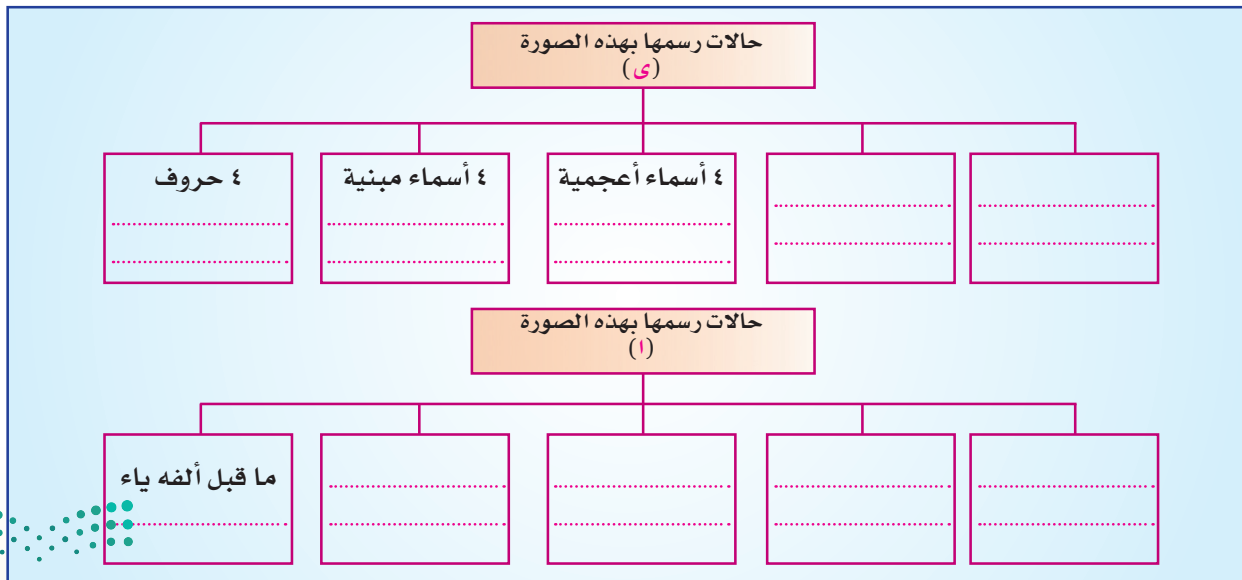 حالات رسمها بهذه الصورة
(ى)
٤ أسماء أعجمية
٤ أسماء مبنية
٤ حروف
حالات رسمها بهذه الصورة
(ا)
ما قبل ألفه ياء